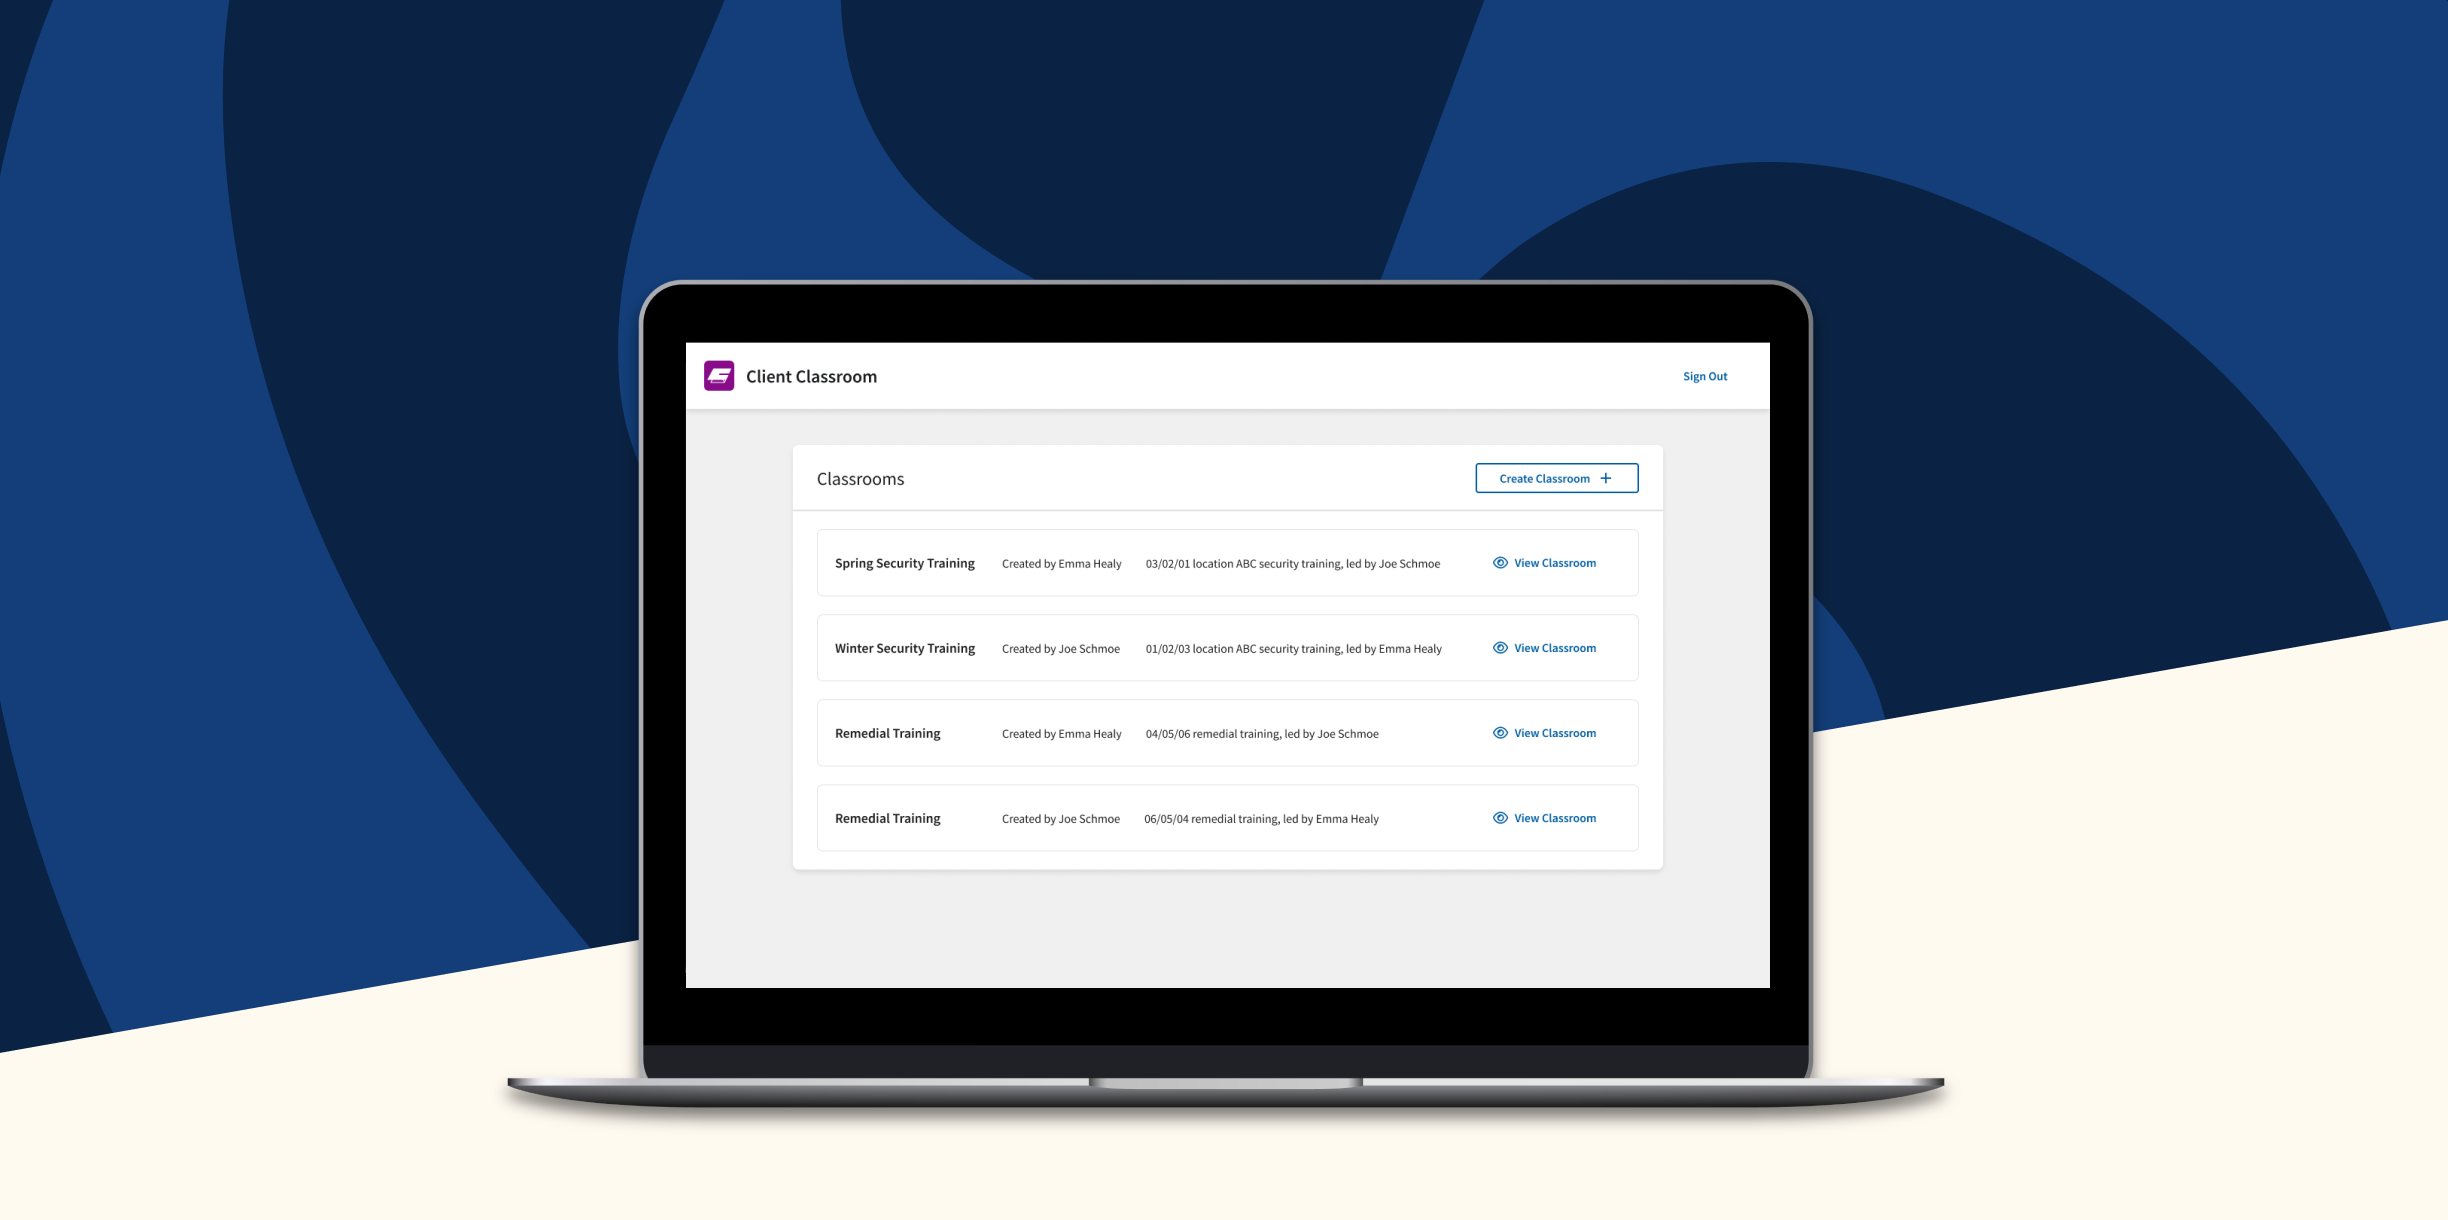 Client Classroom
Sign Out
Classrooms
Create Classroom +
Spring Security Training Created by Emma Healy 03/02/01 location ABC security training, led by Joe Schmoe View Classroom
Winter Security Training Created by Joe Schmoe 01/02/03 location ABC security training, led by Emma Healy View Classroom
Remedial Training Created by Emma Healy 04/05/06 remedial training, led by Joe Schmoe View Classroom
Remedial Training Created by Joe Schmoe 06/05/04 remedial training, led by Emma Healy View Classroom